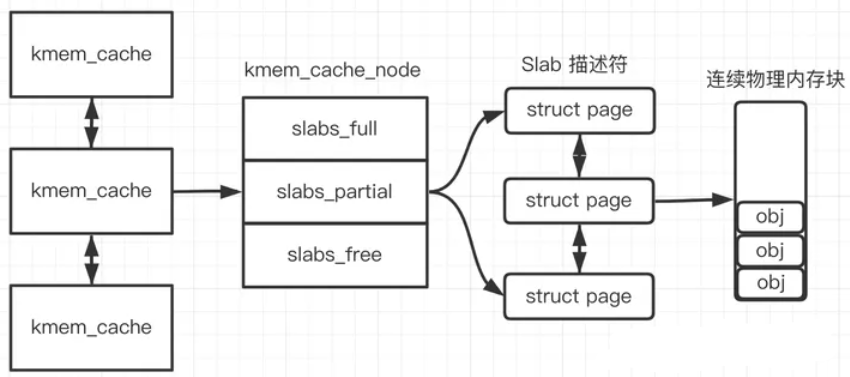 kmem_cache
kmem_cache
kmem_cache
kmem_cache_node
slabs_full
slabs_partial
slabs_free
Slab 描述符
struct page
struct page
struct page
连续物理内存块
obj
obj
obj